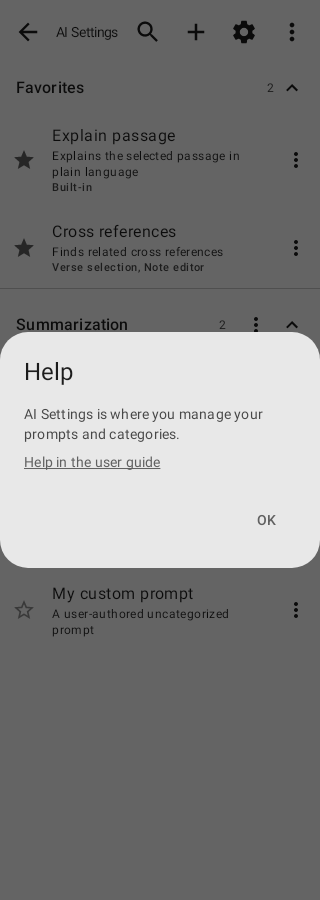 AI Settings
Favorites 2
Explain passage
Explains the selected passage in
plain language
Built-in
Cross references
Finds related cross references
Verse selection, Note editor
Summarization 2
Help
AI Settings is where you manage your
prompts and categories.
Help in the user guide
OK
My custom prompt
A user-authored uncategorized
prompt